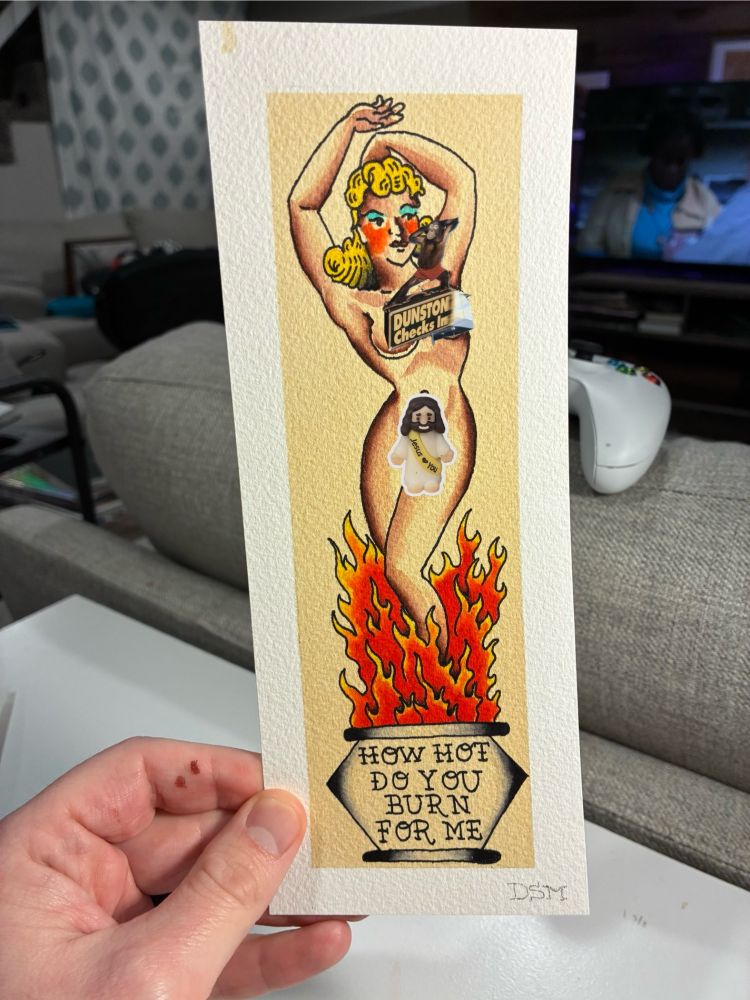 DUNSTON
Checks In
Jesus ❤ You
HOW HOT
DO YOU
BURN
FOR ME
DSM